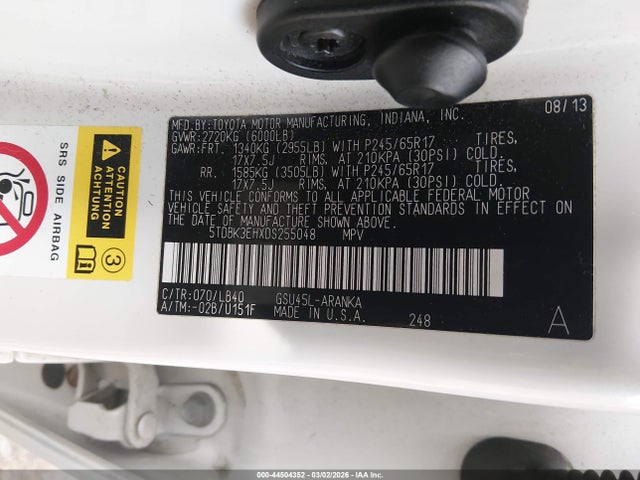 08/13
MFD.BY:TOYOTA MOTOR MANUFACTURING, INDIANA, INC.
GVWR:2720KG (6000LB)
GAWR:FRT. 1340KG (2955LB) WITH P245/65R17 TIRES,
17x7.5J RIMS. AT 210KPA (30PSI) COLD.
RR. 1585KG (3505LB) WITH P245/65R17 TIRES,
17x7.5J RIMS. AT 210KPA (30PSI) COLD.
THIS VEHICLE CONFORMS TO ALL APPLICABLE FEDERAL MOTOR
VEHICLE SAFETY AND THEFT PREVENTION STANDARDS IN EFFECT ON
THE DATE OF MANUFACTURE SHOWN ABOVE.
5TDBK3EHXDS255048 MPV
C/TR:070/LB40 GSU45L-ARANKA
A/TM:-02B/U151F MADE IN U.S.A. 248
A
SRS SIDE AIRBAG
CAUTION
ATTENTION
ACHTUNG
3
000-44504352 | 03/02/2026 - IAA, LLC